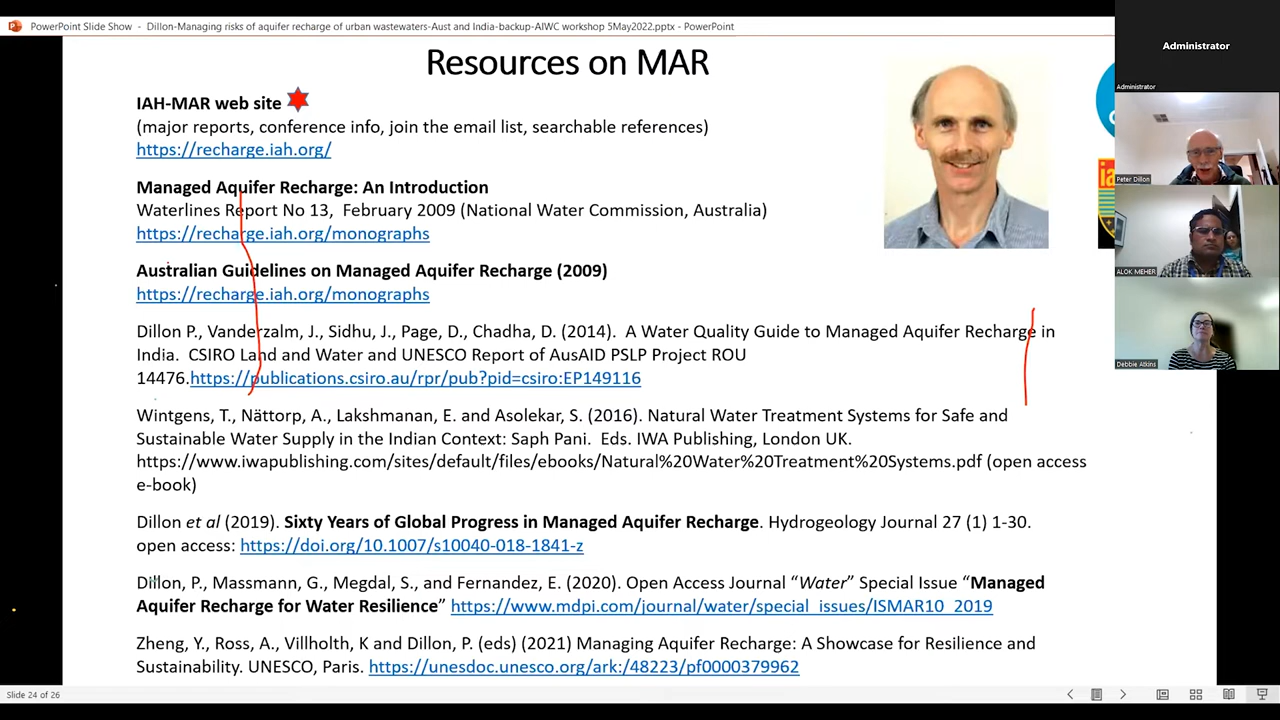 PowerPoint Slide Show - Dillon-Managing risks of aquifer recharge of urban wastewaters-Aust and India-backup-AIWC workshop 5May2022.pptx - PowerPoint
Resources on MAR
IAH-MAR web site
(major reports, conference info, join the email list, searchable references)
https://recharge.iah.org/
Managed Aquifer Recharge: An Introduction
Waterlines Report No 13, February 2009 (National Water Commission, Australia)
https://recharge.iah.org/monographs
Australian Guidelines on Managed Aquifer Recharge (2009)
https://recharge.iah.org/monographs
Dillon P., Vanderzalm, J., Sidhu, J., Page, D., Chadha, D. (2014). A Water Quality Guide to Managed Aquifer Recharge in
India. CSIRO Land and Water and UNESCO Report of AusAID PSLP Project ROU
14476.https://publications.csiro.au/rpr/pub?pid=csiro:EP149116
Wintgens, T., Nättorp, A., Lakshmanan, E. and Asolekar, S. (2016). Natural Water Treatment Systems for Safe and
Sustainable Water Supply in the Indian Context: Saph Pani. Eds. IWA Publishing, London UK.
https://www.iwapublishing.com/sites/default/files/ebooks/Natural%20Water%20Treatment%20Systems.pdf (open access
e-book)
Dillon et al (2019). Sixty Years of Global Progress in Managed Aquifer Recharge. Hydrogeology Journal 27 (1) 1-30.
open access: https://doi.org/10.1007/s10040-018-1841-z
Dillon, P., Massmann, G., Megdal, S., and Fernandez, E. (2020). Open Access Journal “Water” Special Issue “Managed
Aquifer Recharge for Water Resilience” https://www.mdpi.com/journal/water/special_issues/ISMAR10_2019
Zheng, Y., Ross, A., Villholth, K and Dillon, P. (eds) (2021) Managing Aquifer Recharge: A Showcase for Resilience and
Sustainability. UNESCO, Paris. https://unesdoc.unesco.org/ark:/48223/pf0000379962
Slide 24 of 26
Administrator
Administrator
Peter Dillon
ALOK MEHER
Debbie Atkins